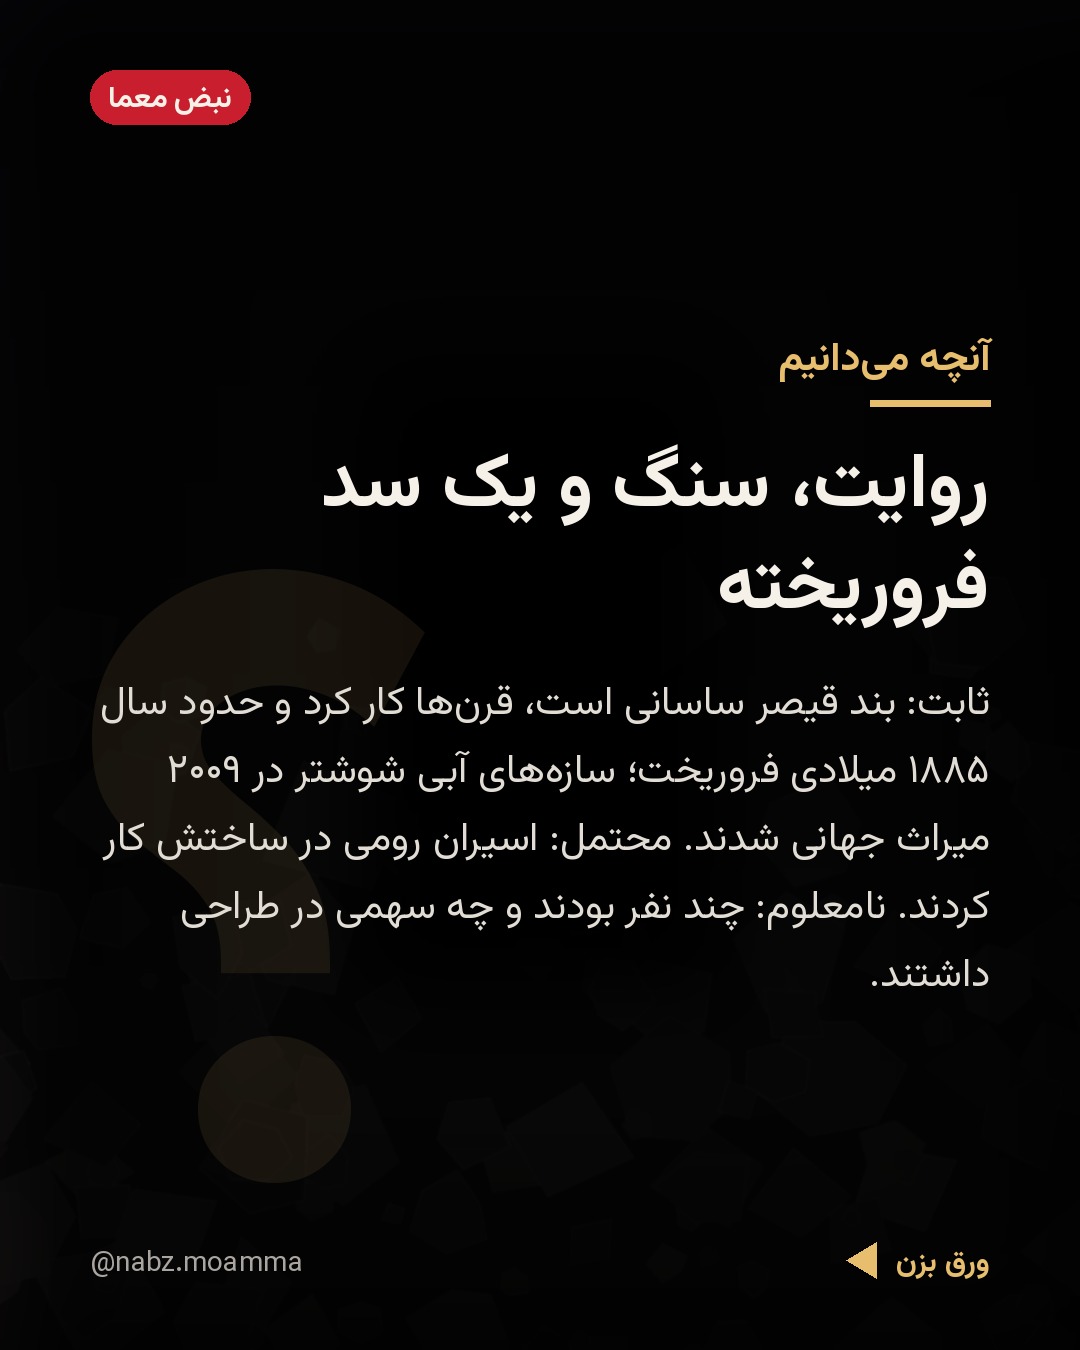 نبض معما
آنچه می‌دانیم
روایت، سنگ و یک سد
فروریخته
ثابت: بند قیصر ساسانی است، قرن‌ها کار کرد و حدود سال
۱۸۸۵ میلادی فروریخت؛ سازه‌های آبی شوشتر در ۲۰۰۹
میراث جهانی شدند. محتمل: اسیران رومی در ساختش کار
کردند. نامعلوم: چند نفر بودند و چه سهمی در طراحی
داشتند.
ورق بزن
@nabz.moamma